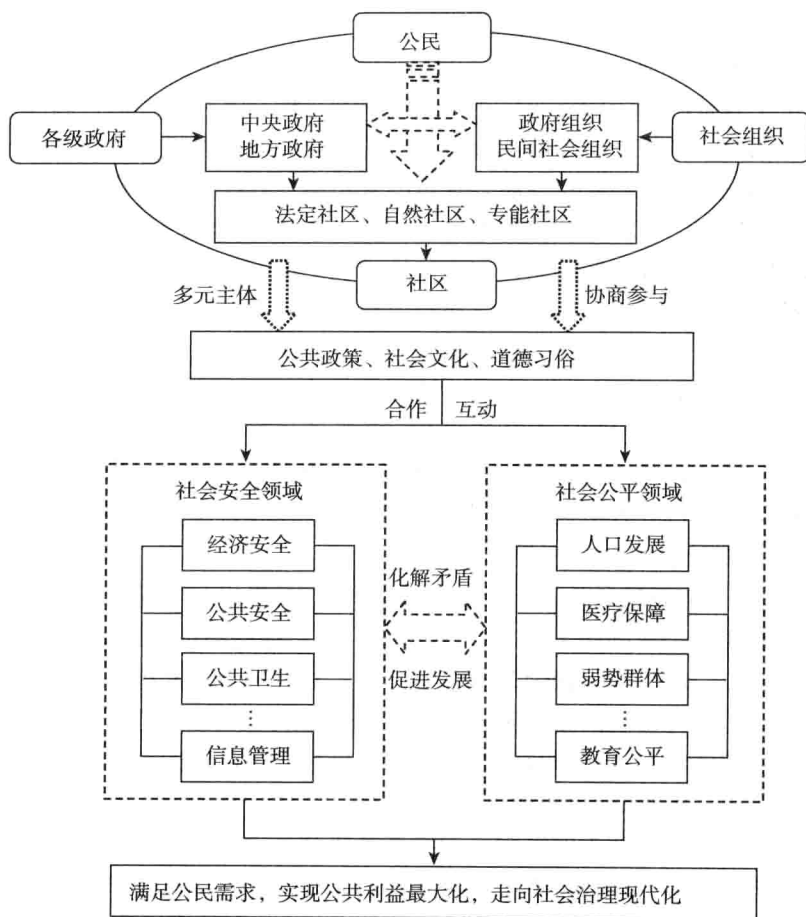 公民
各级政府
中央政府
地方政府
政府组织
民间社会组织
社会组织
法定社区、自然社区、专能社区
社区
多元主体
协商参与
公共政策、社会文化、道德习俗
合作
互动
社会安全领域
经济安全
公共安全
公共卫生
信息管理
化解矛盾
促进发展
社会公平领域
人口发展
医疗保障
弱势群体
教育公平
满足公民需求，实现公共利益最大化，走向社会治理现代化